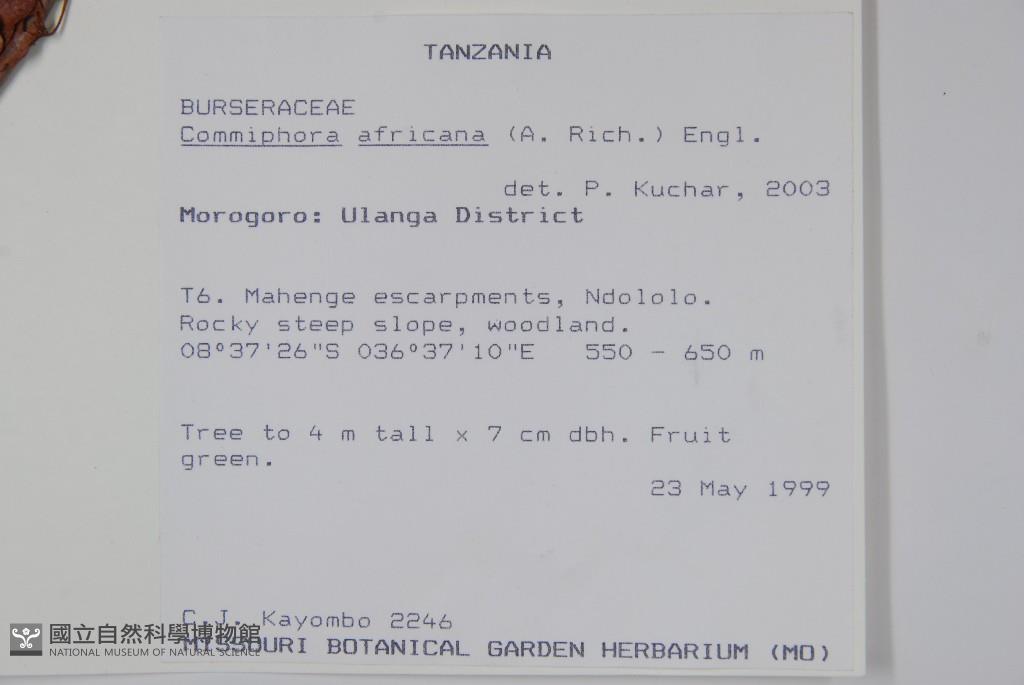 TANZANIA
BURSERACEAE
Commiphora africana (A. Rich.) Engl.
det. P. Kuchar, 2003
Morogoro: Ulanga District
T6. Mahenge escarpments, Ndololo.
Rocky steep slope, woodland.
08°37'26"S 036°37'10"E 550 - 650 m
Tree to 4 m tall x 7 cm dbh. Fruit
green.
23 May 1999
C.J. Kayombo 2246
MISSOURI BOTANICAL GARDEN HERBARIUM (MO)
國立自然科學博物館
NATIONAL MUSEUM OF NATURAL SCIENCE